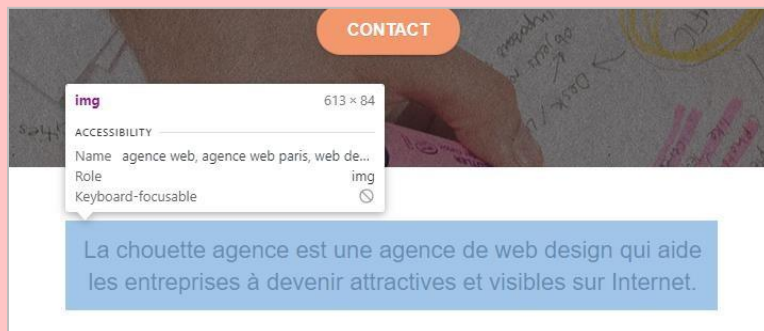 CONTACT
img 613 × 84
ACCESSIBILITY
Name agence web, agence web paris, web de...
Role img
Keyboard-focusable
La chouette agence est une agence de web design qui aide
les entreprises à devenir attractives et visibles sur Internet.